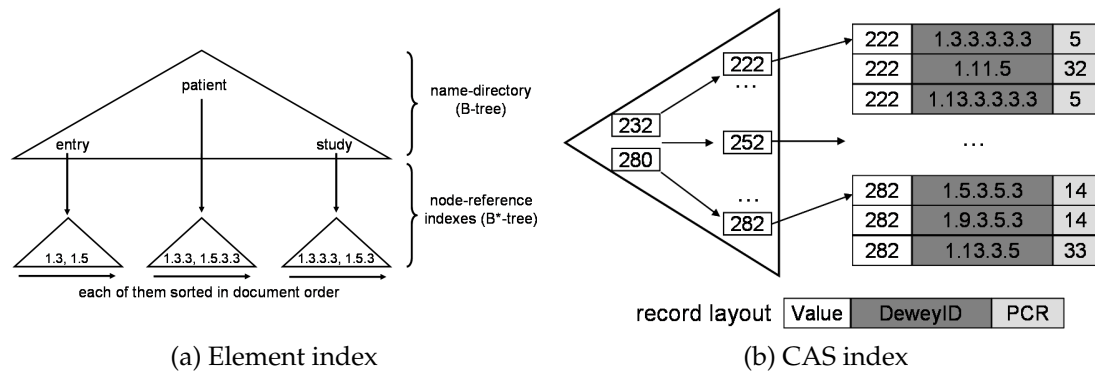 patient
entry
study
name-directory
(B-tree)
node-reference
indexes (B*-tree)
1.3, 1.5
1.3.3, 1.5.3.3
1.3.3.3, 1.5.3
each of them sorted in document order
(a) Element index
222
...
232
252
280
...
282
222 1.3.3.3.3.3 5
222 1.11.5 32
222 1.13.3.3.3.3 5
...
282 1.5.3.5.3 14
282 1.9.3.5.3 14
282 1.13.3.5 33
record layout Value DeweyID PCR
(b) CAS index